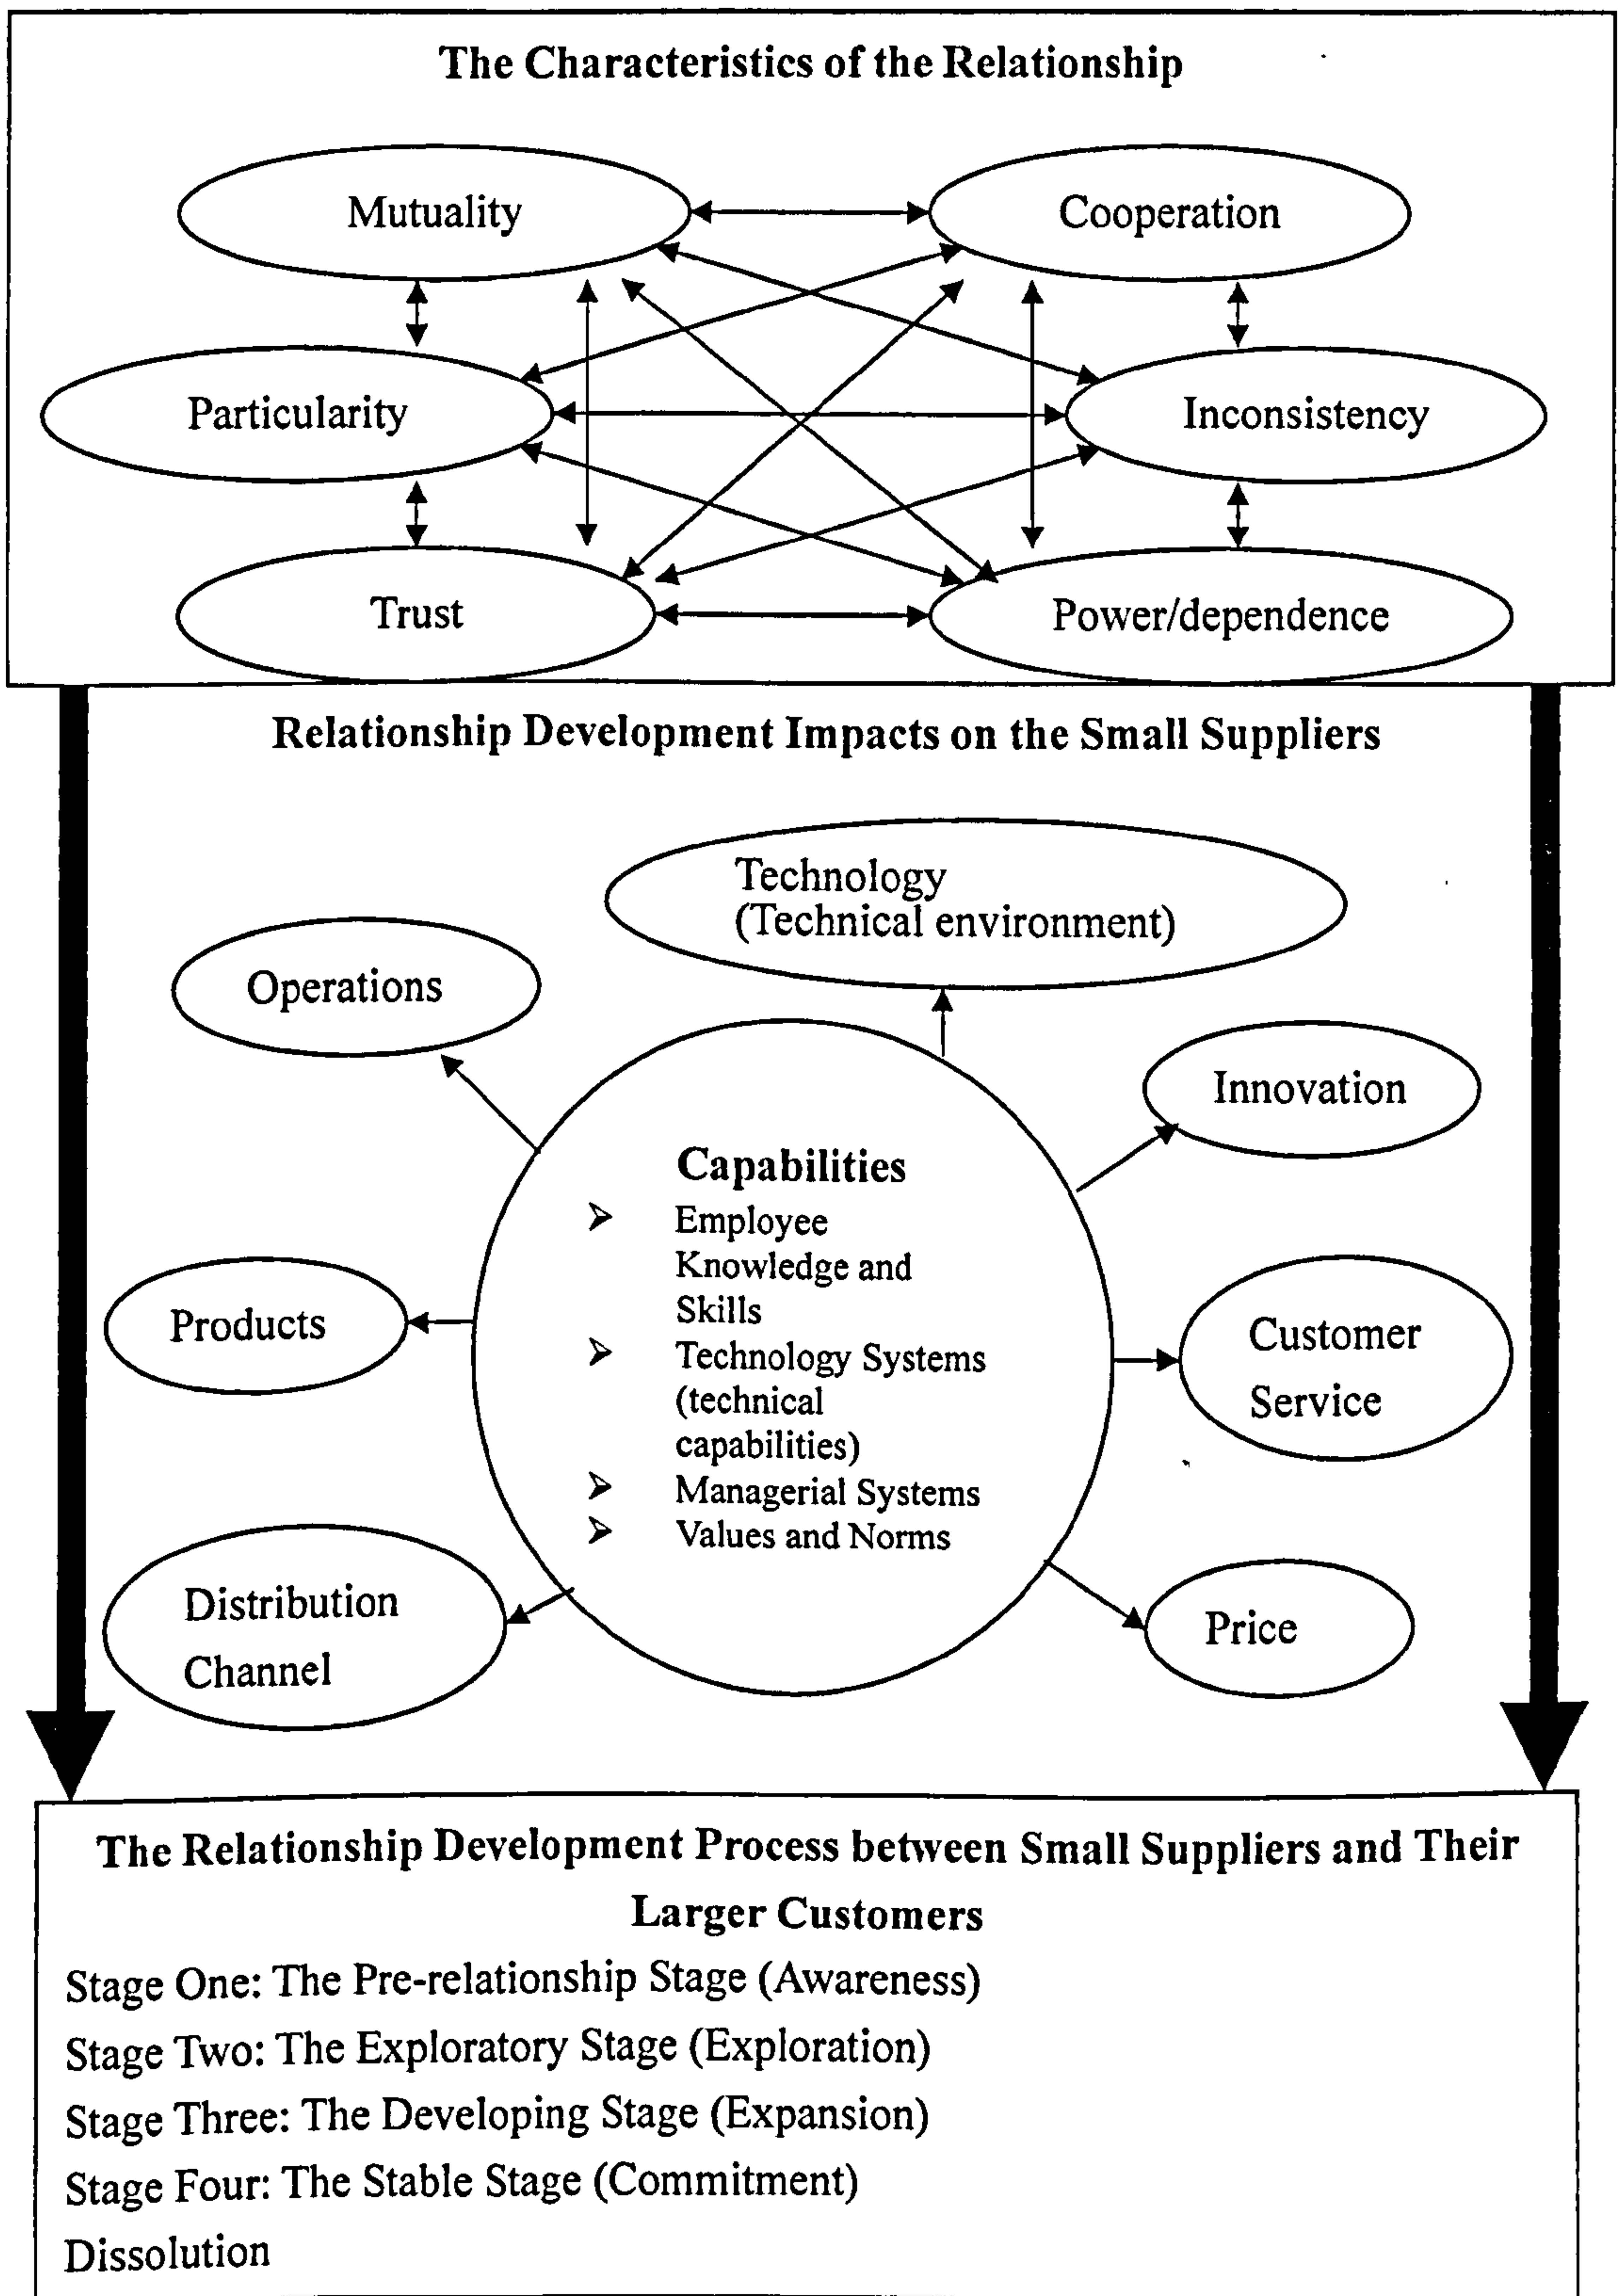 The Characteristics of the Relationship
Mutuality
Cooperation
Particularity
Inconsistency
Trust
Power/dependence
Relationship Development Impacts on the Small Suppliers
Technology
(Technical environment)
Operations
Innovation
Capabilities
Employee
Knowledge and
Skills
Technology Systems
(technical
capabilities)
Managerial Systems
Values and Norms
Products
Customer
Service
Distribution
Channel
Price
The Relationship Development Process between Small Suppliers and Their
Larger Customers
Stage One: The Pre-relationship Stage (Awareness)
Stage Two: The Exploratory Stage (Exploration)
Stage Three: The Developing Stage (Expansion)
Stage Four: The Stable Stage (Commitment)
Dissolution